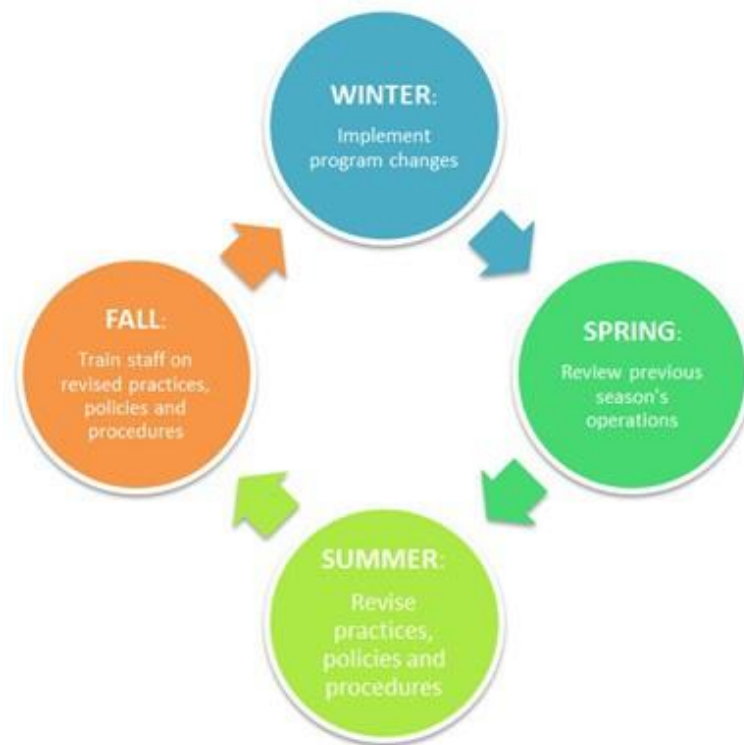 WINTER:
Implement
program changes
SPRING:
Review previous
season's
operations
SUMMER:
Revise
practices,
policies and
procedures
FALL:
Train staff on
revised practices,
policies and
procedures